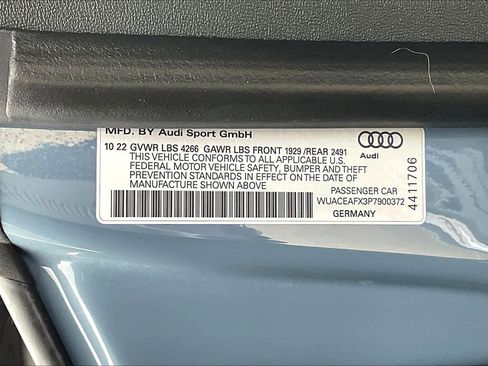 MFD. BY Audi Sport GmbH
10 22 GVWR LBS 4266 GAWR LBS FRONT 1929 /REAR 2491
THIS VEHICLE CONFORMS TO ALL APPLICABLE U.S.
FEDERAL MOTOR VEHICLE SAFETY, BUMPER AND THEFT
PREVENTION STANDARDS IN EFFECT ON THE DATE OF
MANUFACTURE SHOWN ABOVE
Audi
PASSENGER CAR
WUACEAFX3P7900372
GERMANY
4411706